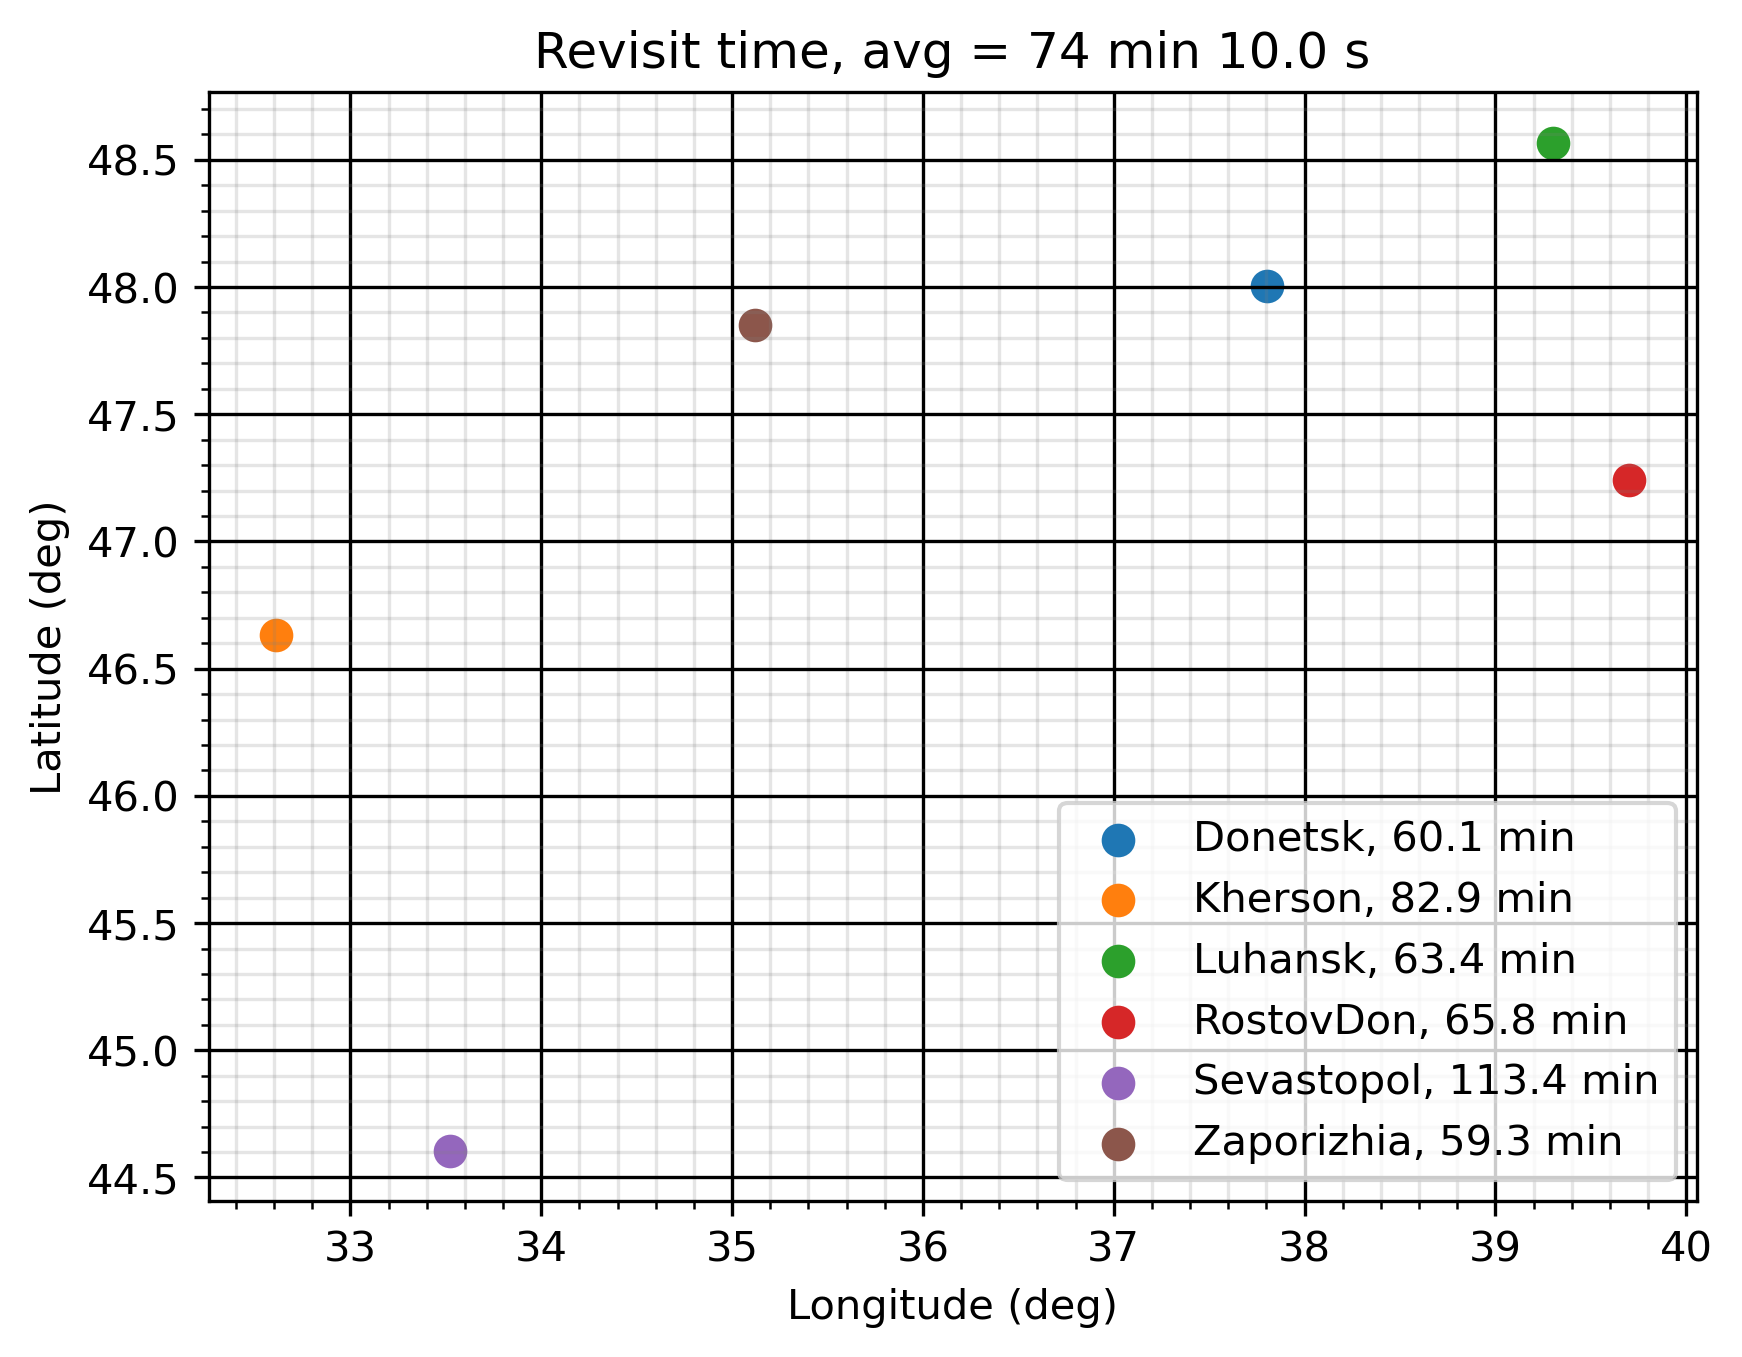 Revisit time, avg = 74 min 10.0 s
48.5
48.0
47.5
47.0
46.5
46.0
45.5
45.0
44.5
Latitude (deg)
Donetsk, 60.1 min
Kherson, 82.9 min
Luhansk, 63.4 min
RostovDon, 65.8 min
Sevastopol, 113.4 min
Zaporizhia, 59.3 min
33 34 35 36 37 38 39 40
Longitude (deg)